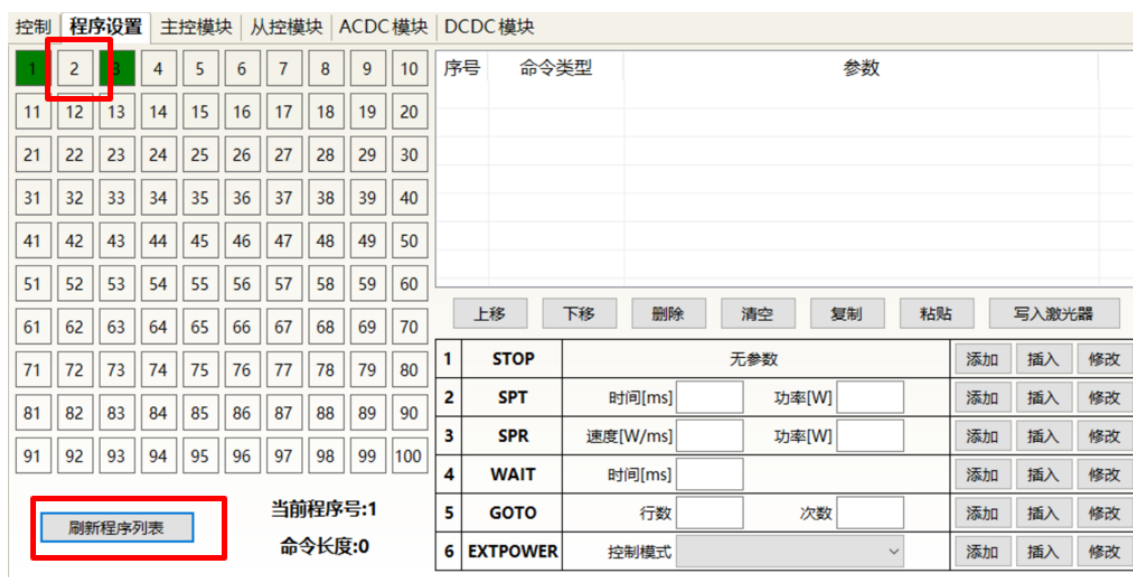 控制 程序设置 主控模块 从控模块 ACDC模块 DCDC模块
1 2 3 4 5 6 7 8 9 10
11 12 13 14 15 16 17 18 19 20
21 22 23 24 25 26 27 28 29 30
31 32 33 34 35 36 37 38 39 40
41 42 43 44 45 46 47 48 49 50
51 52 53 54 55 56 57 58 59 60
61 62 63 64 65 66 67 68 69 70
71 72 73 74 75 76 77 78 79 80
81 82 83 84 85 86 87 88 89 90
91 92 93 94 95 96 97 98 99 100
刷新程序列表
当前程序号:1
命令长度:0
序号 命令类型 参数
上移 下移 删除 清空 复制 粘贴 写入激光器
1 STOP 无参数 添加 插入 修改
2 SPT 时间[ms] 功率[W] 添加 插入 修改
3 SPR 速度[W/ms] 功率[W] 添加 插入 修改
4 WAIT 时间[ms] 添加 插入 修改
5 GOTO 行数 次数 添加 插入 修改
6 EXTPOWER 控制模式 添加 插入 修改